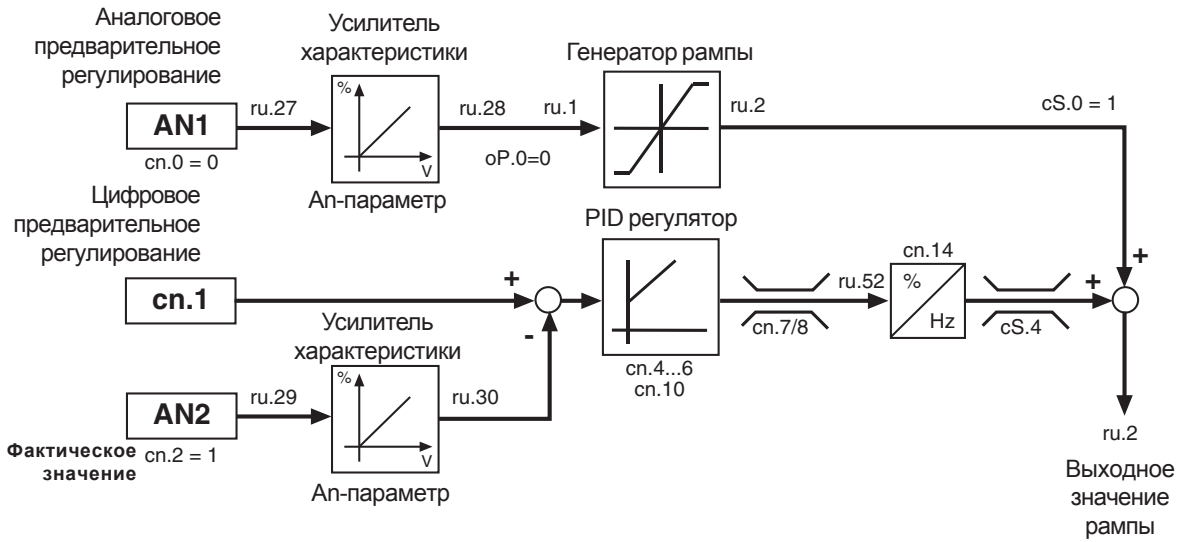 Аналоговое
предварительное
регулирование
AN1
cn.0 = 0
ru.27
Усилитель
характеристики
%
V
An-параметр
ru.28
oP.0=0
ru.1
Генератор рампы
ru.2
cS.0 = 1
Цифровое
предварительное
регулирование
cn.1
+
-
PID регулятор
cn.4...6
cn.10
cn.7/8
ru.52
cn.14
%
Hz
cS.4
+
+
Усилитель
характеристики
%
V
An-параметр
AN2
cn.2 = 1
ru.29
ru.30
Фактическое
значение
ru.2
Выходное
значение
рампы